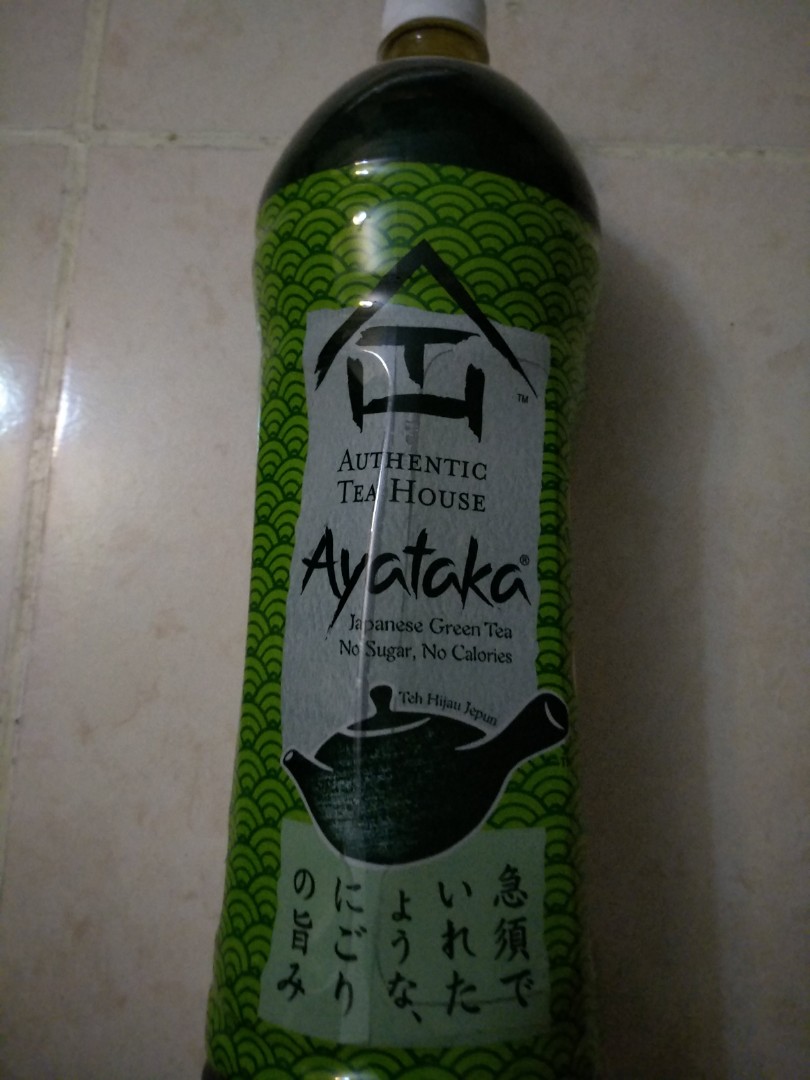 TM
AUTHENTIC
TEA HOUSE
Ayataka®
Japanese Green Tea
No Sugar, No Calories
Teh Hijau Jepun
急須で
いれた
ような、
にごり
の旨み